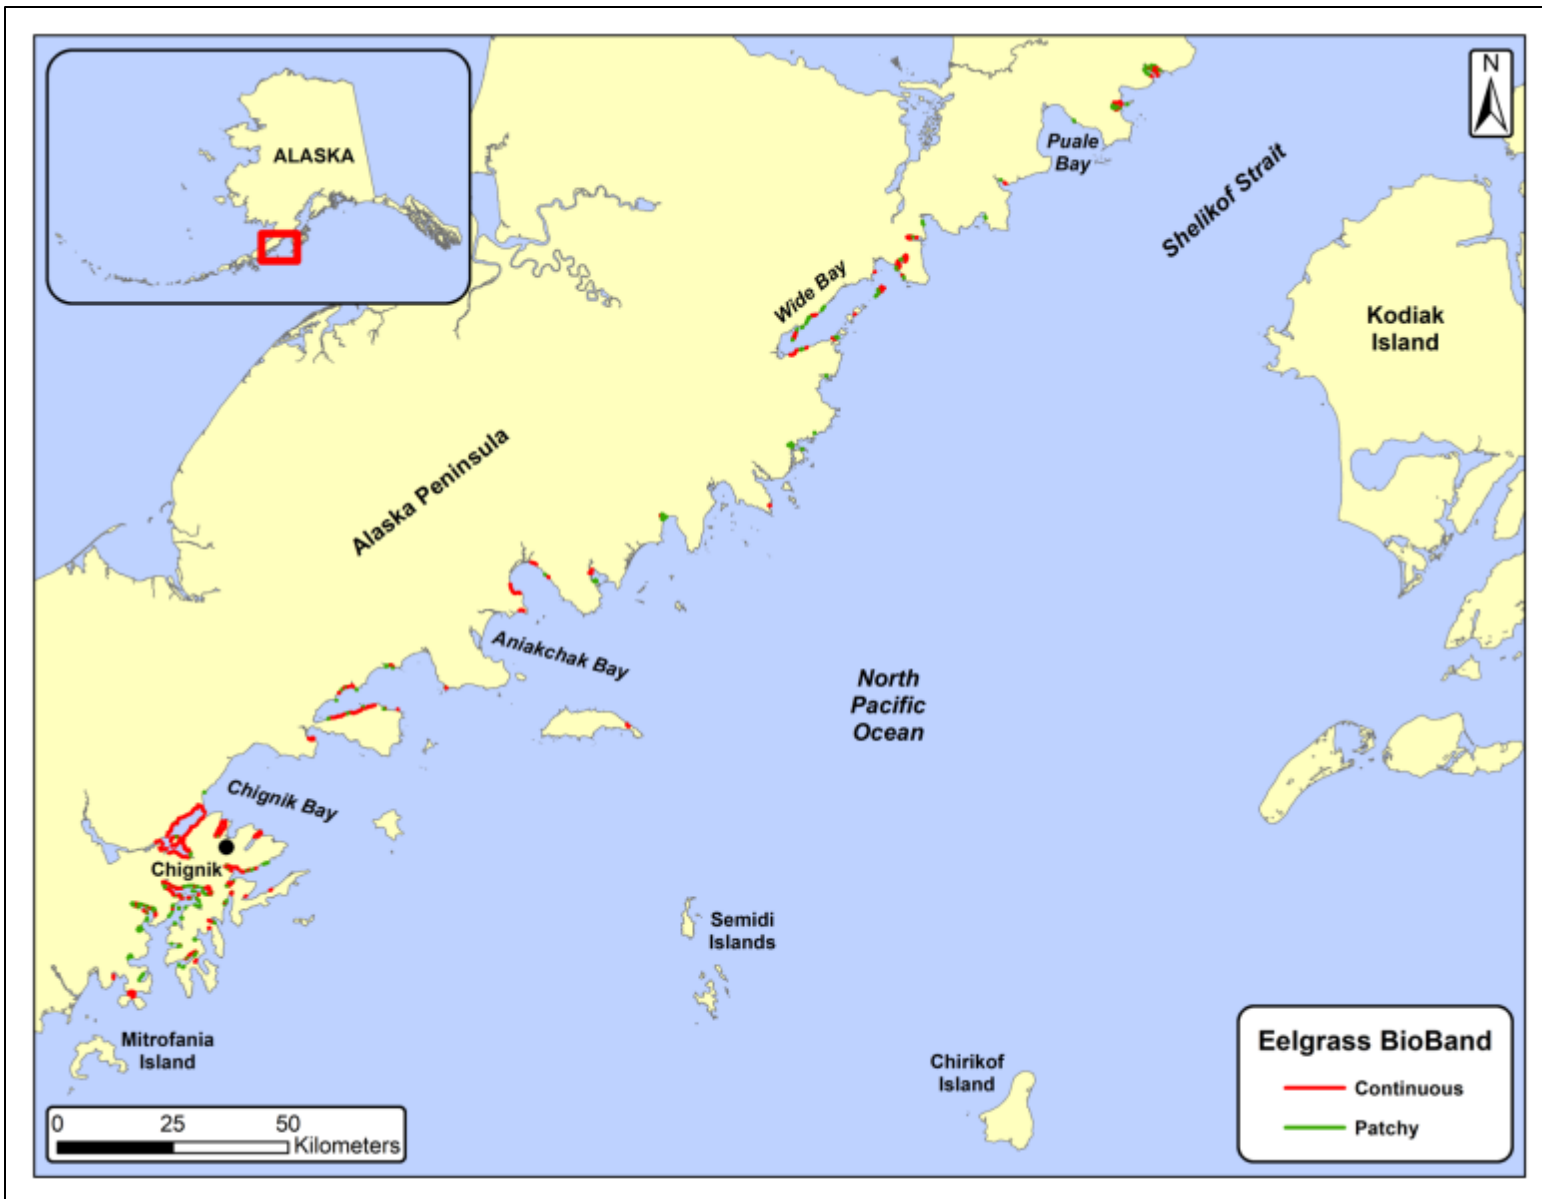 ALASKA
N
Puale
Bay
Shelikof Strait
Wide Bay
Kodiak
Island
Alaska Peninsula
Aniakchak Bay
North
Pacific
Ocean
Chignik Bay
Chignik
Semidi
Islands
Mitrofania
Island
Chirikof
Island
Eelgrass BioBand
Continuous
Patchy
0 25 50
Kilometers